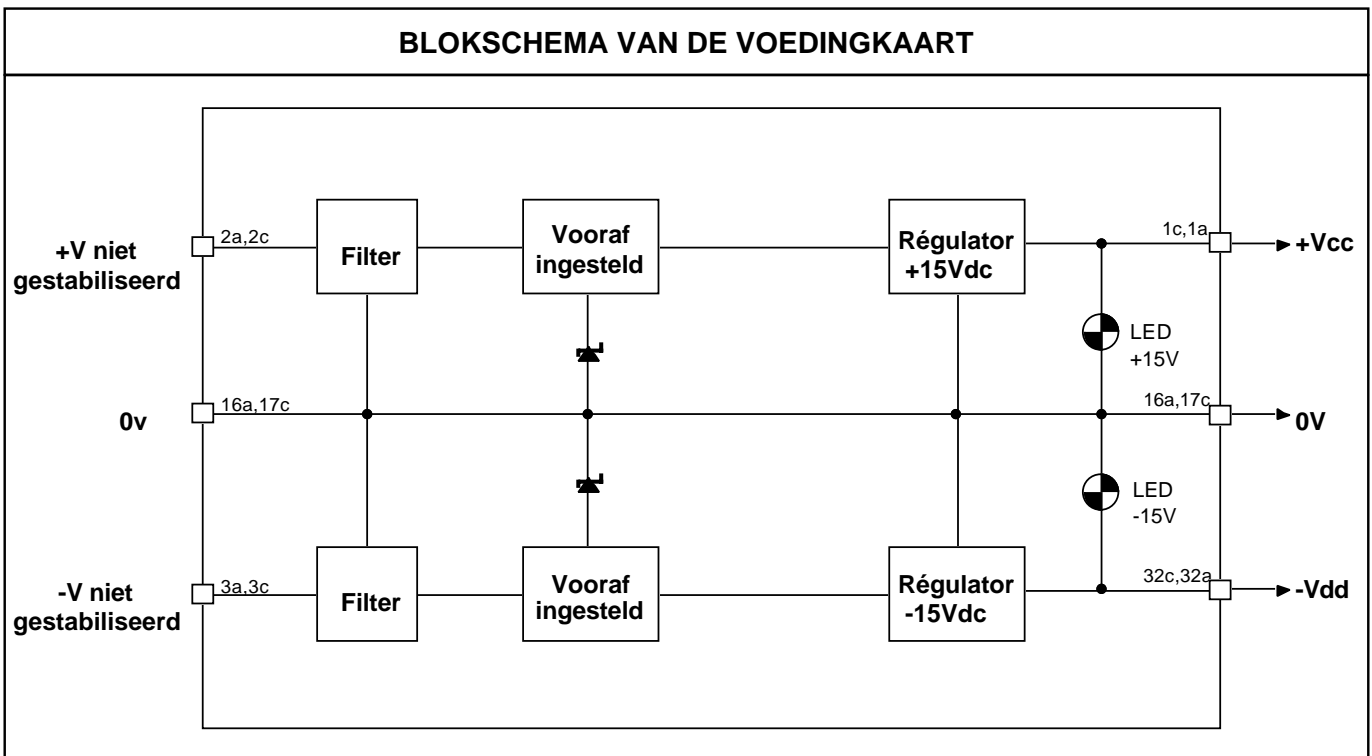 BLOKSCHEMA VAN DE VOEDINGKAART
+V niet
gestabiliseerd
2a,2c
Filter
Vooraf
ingesteld
Régulator
+15Vdc
1c,1a
+Vcc
LED
+15V
0v
16a,17c
16a,17c
0V
LED
-15V
-V niet
gestabiliseerd
3a,3c
Filter
Vooraf
ingesteld
Régulator
-15Vdc
32c,32a
-Vdd